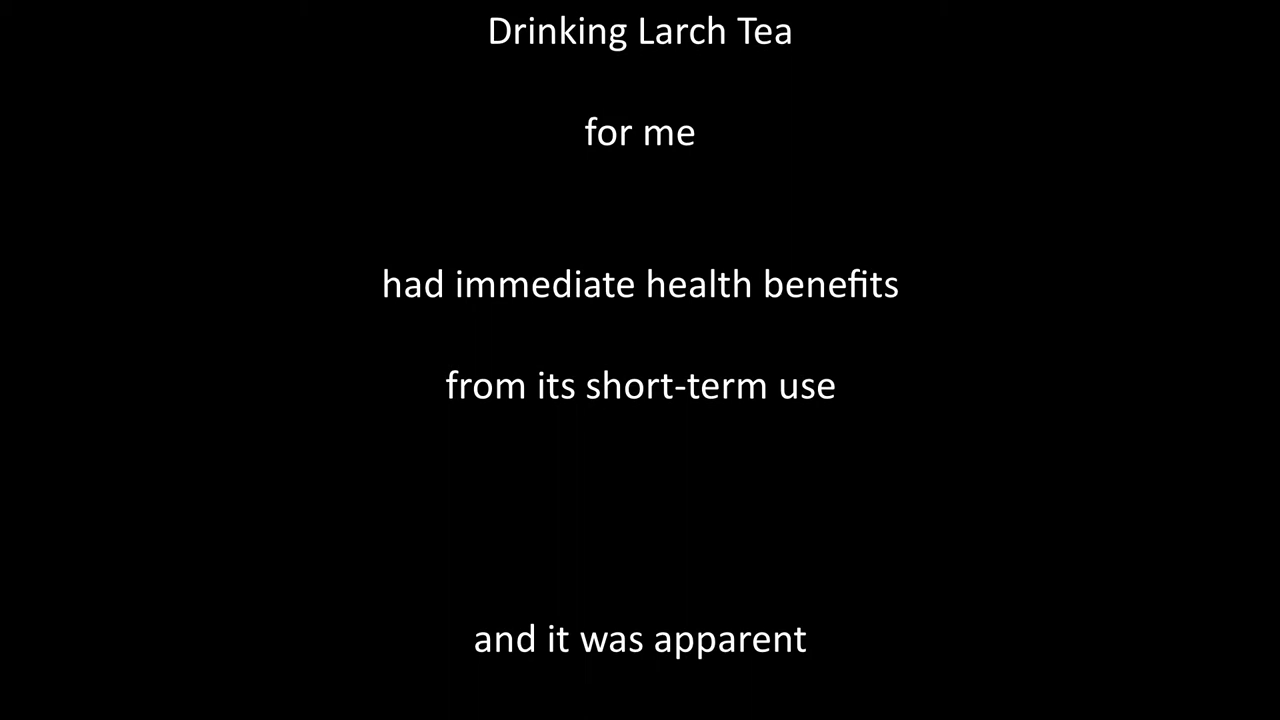 Drinking Larch Tea
for me
had immediate health benefits
from its short-term use
and it was apparent